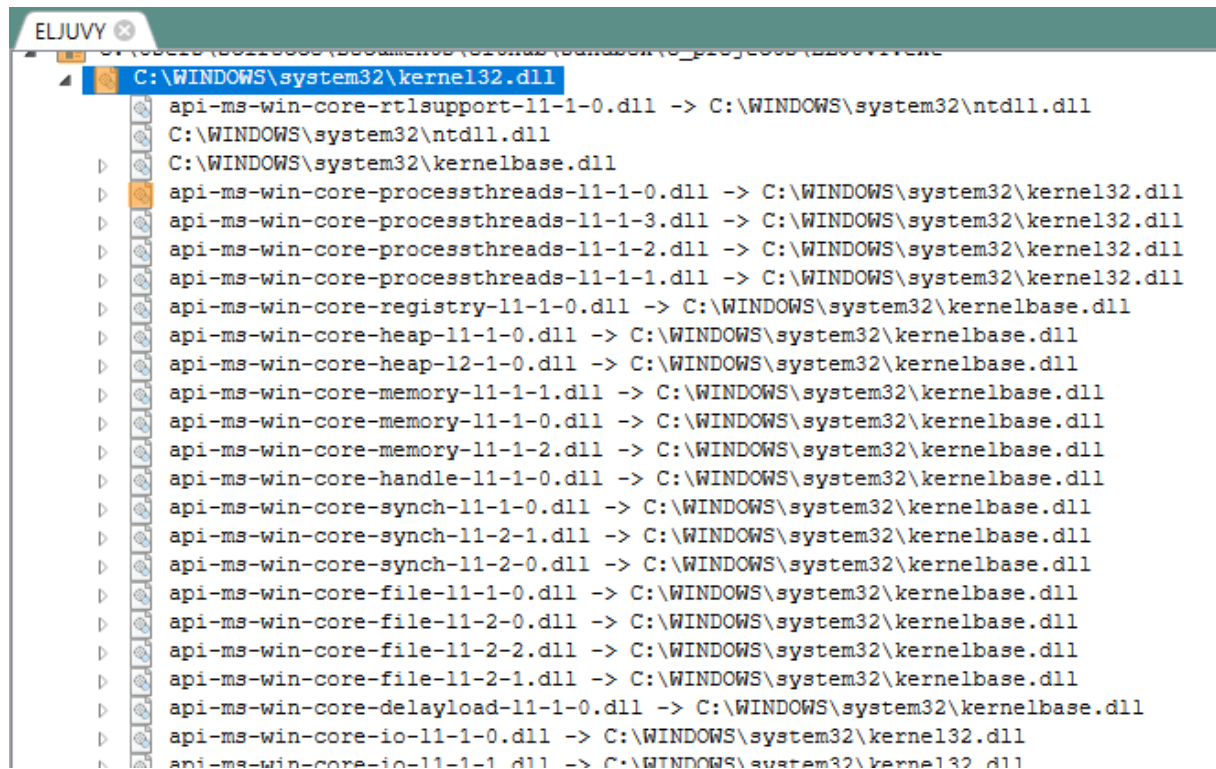 ELJUVY
C:\WINDOWS\system32\kernel32.dll
api-ms-win-core-rtlsupport-l1-1-0.dll -> C:\WINDOWS\system32\ntdll.dll
C:\WINDOWS\system32\ntdll.dll
C:\WINDOWS\system32\kernelbase.dll
api-ms-win-core-processthreads-l1-1-0.dll -> C:\WINDOWS\system32\kernel32.dll
api-ms-win-core-processthreads-l1-1-3.dll -> C:\WINDOWS\system32\kernel32.dll
api-ms-win-core-processthreads-l1-1-2.dll -> C:\WINDOWS\system32\kernel32.dll
api-ms-win-core-processthreads-l1-1-1.dll -> C:\WINDOWS\system32\kernel32.dll
api-ms-win-core-registry-l1-1-0.dll -> C:\WINDOWS\system32\kernelbase.dll
api-ms-win-core-heap-l1-1-0.dll -> C:\WINDOWS\system32\kernelbase.dll
api-ms-win-core-heap-l2-1-0.dll -> C:\WINDOWS\system32\kernelbase.dll
api-ms-win-core-memory-l1-1-1.dll -> C:\WINDOWS\system32\kernelbase.dll
api-ms-win-core-memory-l1-1-0.dll -> C:\WINDOWS\system32\kernelbase.dll
api-ms-win-core-memory-l1-1-2.dll -> C:\WINDOWS\system32\kernelbase.dll
api-ms-win-core-handle-l1-1-0.dll -> C:\WINDOWS\system32\kernelbase.dll
api-ms-win-core-synch-l1-1-0.dll -> C:\WINDOWS\system32\kernelbase.dll
api-ms-win-core-synch-l1-2-1.dll -> C:\WINDOWS\system32\kernelbase.dll
api-ms-win-core-synch-l1-2-0.dll -> C:\WINDOWS\system32\kernelbase.dll
api-ms-win-core-file-l1-1-0.dll -> C:\WINDOWS\system32\kernelbase.dll
api-ms-win-core-file-l1-2-0.dll -> C:\WINDOWS\system32\kernelbase.dll
api-ms-win-core-file-l1-2-2.dll -> C:\WINDOWS\system32\kernelbase.dll
api-ms-win-core-file-l1-2-1.dll -> C:\WINDOWS\system32\kernelbase.dll
api-ms-win-core-delayload-l1-1-0.dll -> C:\WINDOWS\system32\kernelbase.dll
api-ms-win-core-io-l1-1-0.dll -> C:\WINDOWS\system32\kernel32.dll
api-ms-win-core-io-l1-1-1.dll -> C:\WINDOWS\system32\kernel32.dll